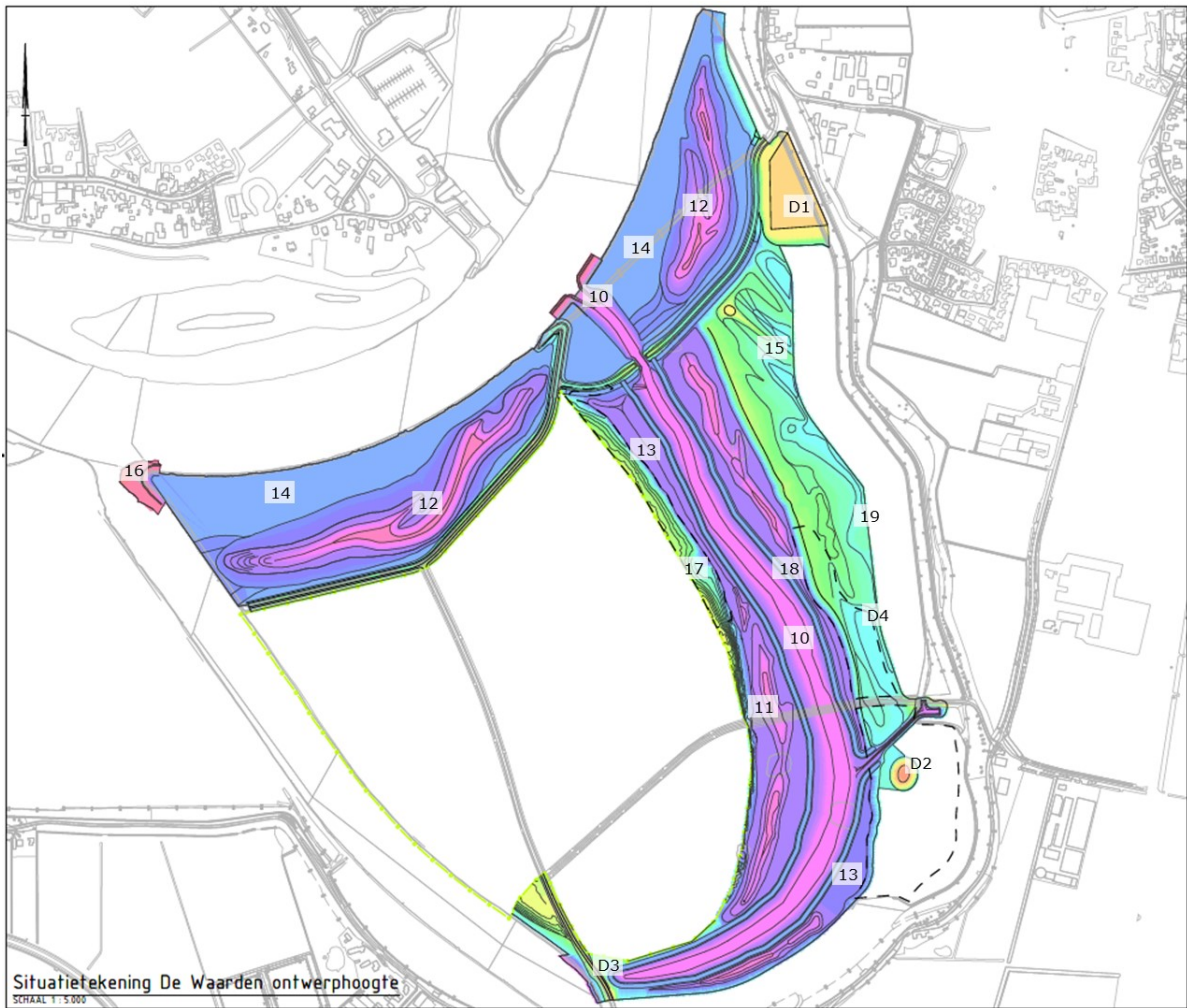 D1
12
14
10
15
13
16
14
12
19
17
18
D4
10
11
D2
13
D3
Situatietekening De Waarden ontwerphoogte
SCHAAL 1 : 5.000